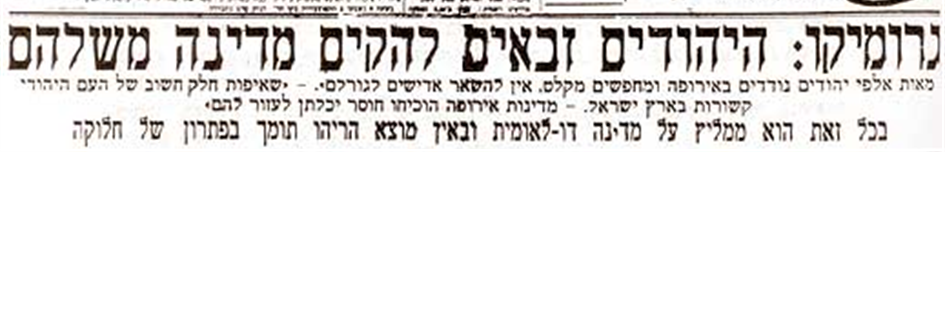 גרומיקו: היהודים זכאים להקים מדינה משלהם
מאות אלפי יהודים נודדים באירופה ומחפשים מקלט. אין להשאר אדישים לגורלם. – "שאיפות חלק חשוב של העם היהודי
קשורות בארץ ישראל. – מדינות אירופה הוכיחו חוסר יכלתן לעזור להם"
בכל זאת הוא ממליץ על מדינה דו-לאומית ובאין מוצא הריהו תומך בפתרון של חלוקה